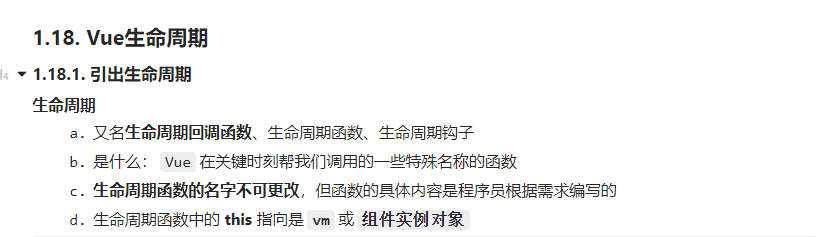 1.18. Vue生命周期
H4 1.18.1. 引出生命周期
生命周期
a. 又名生命周期回调函数、生命周期函数、生命周期钩子
b. 是什么： Vue 在关键时刻帮我们调用的一些特殊名称的函数
c. 生命周期函数的名字不可更改，但函数的具体内容是程序员根据需求编写的
d. 生命周期函数中的 this 指向是 vm 或 组件实例对象